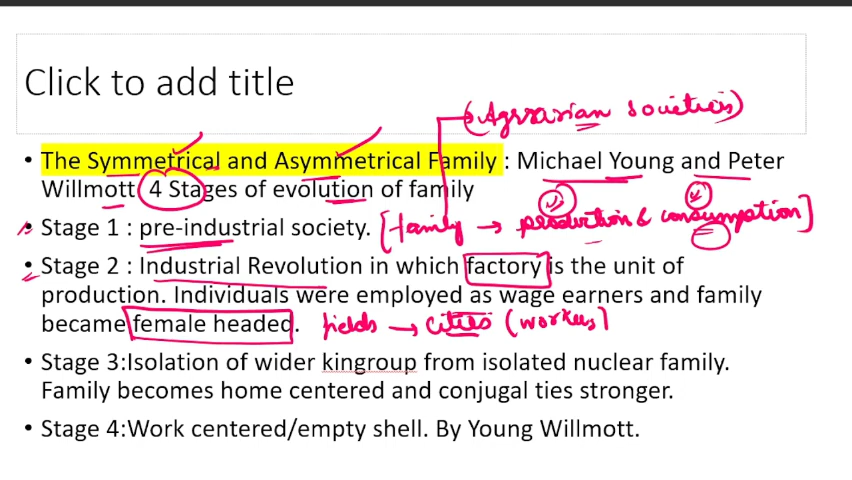 Click to add title
(Agrarian societies)
• The Symmetrical and Asymmetrical Family : Michael Young and Peter
Willmott 4 Stages of evolution of family
• Stage 1 : pre-industrial society. [family → production & consumption]
• Stage 2 : Industrial Revolution in which factory is the unit of
production. Individuals were employed as wage earners and family
became female headed. fields → cities (workers)
• Stage 3:Isolation of wider kingroup from isolated nuclear family.
Family becomes home centered and conjugal ties stronger.
• Stage 4:Work centered/empty shell. By Young Willmott.